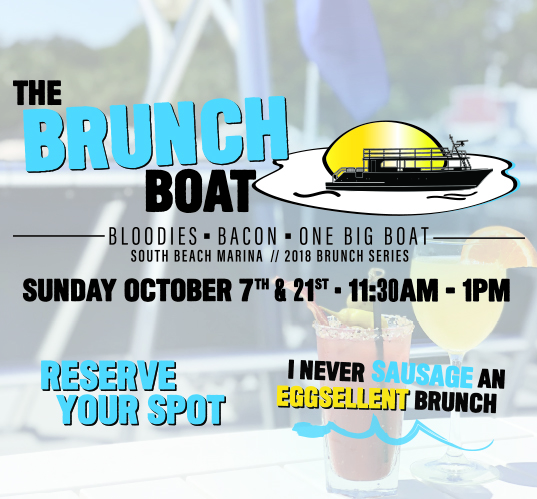 THE
BRUNCH
BOAT
BLOODIES ▪ BACON ▪ ONE BIG BOAT
SOUTH BEACH MARINA // 2018 BRUNCH SERIES
SUNDAY OCTOBER 7TH & 21ST - 11:30AM - 1PM
RESERVE
YOUR SPOT
I NEVER SAUSAGE AN
EGGSELLENT BRUNCH